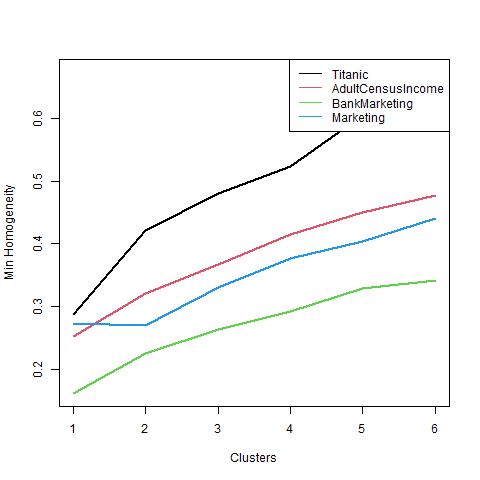 Titanic
AdultCensusIncome
BankMarketing
Marketing
0.6
0.5
0.4
0.3
0.2
Min Homogeneity
1 2 3 4 5 6
Clusters